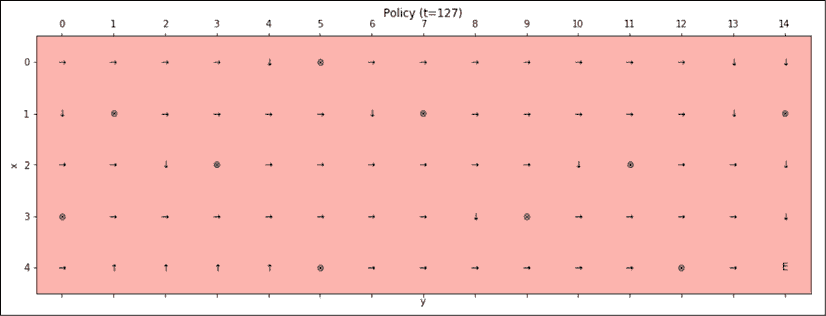 Policy (t=127)
0 1 2 3 4 5 6 7 8 9 10 11 12 13 14
0 → → → → ↓ ⊗ → → → → → → → ↓ ↓
1 ↓ ⊗ → → → → ↓ ⊗ → → → → → ↓ ⊗
x 2 → → ↓ ⊗ → → → → → → ↓ ⊗ → → ↓
3 ⊗ → → → → → → → ↓ ⊗ → → → → ↓
4 → ↑ ↑ ↑ ↑ ⊗ → → → → → → ⊗ → E
y